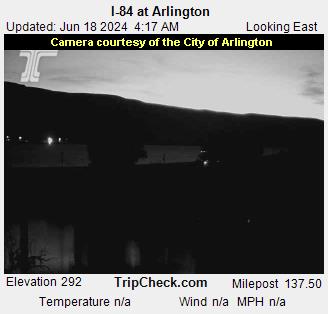 I-84 at Arlington
Updated: Jun 18 2024 4:17 AM Looking East
Camera courtesy of the City of Arlington
Elevation 292 TripCheck.com Milepost 137.50
Temperature n/a Wind n/a MPH n/a